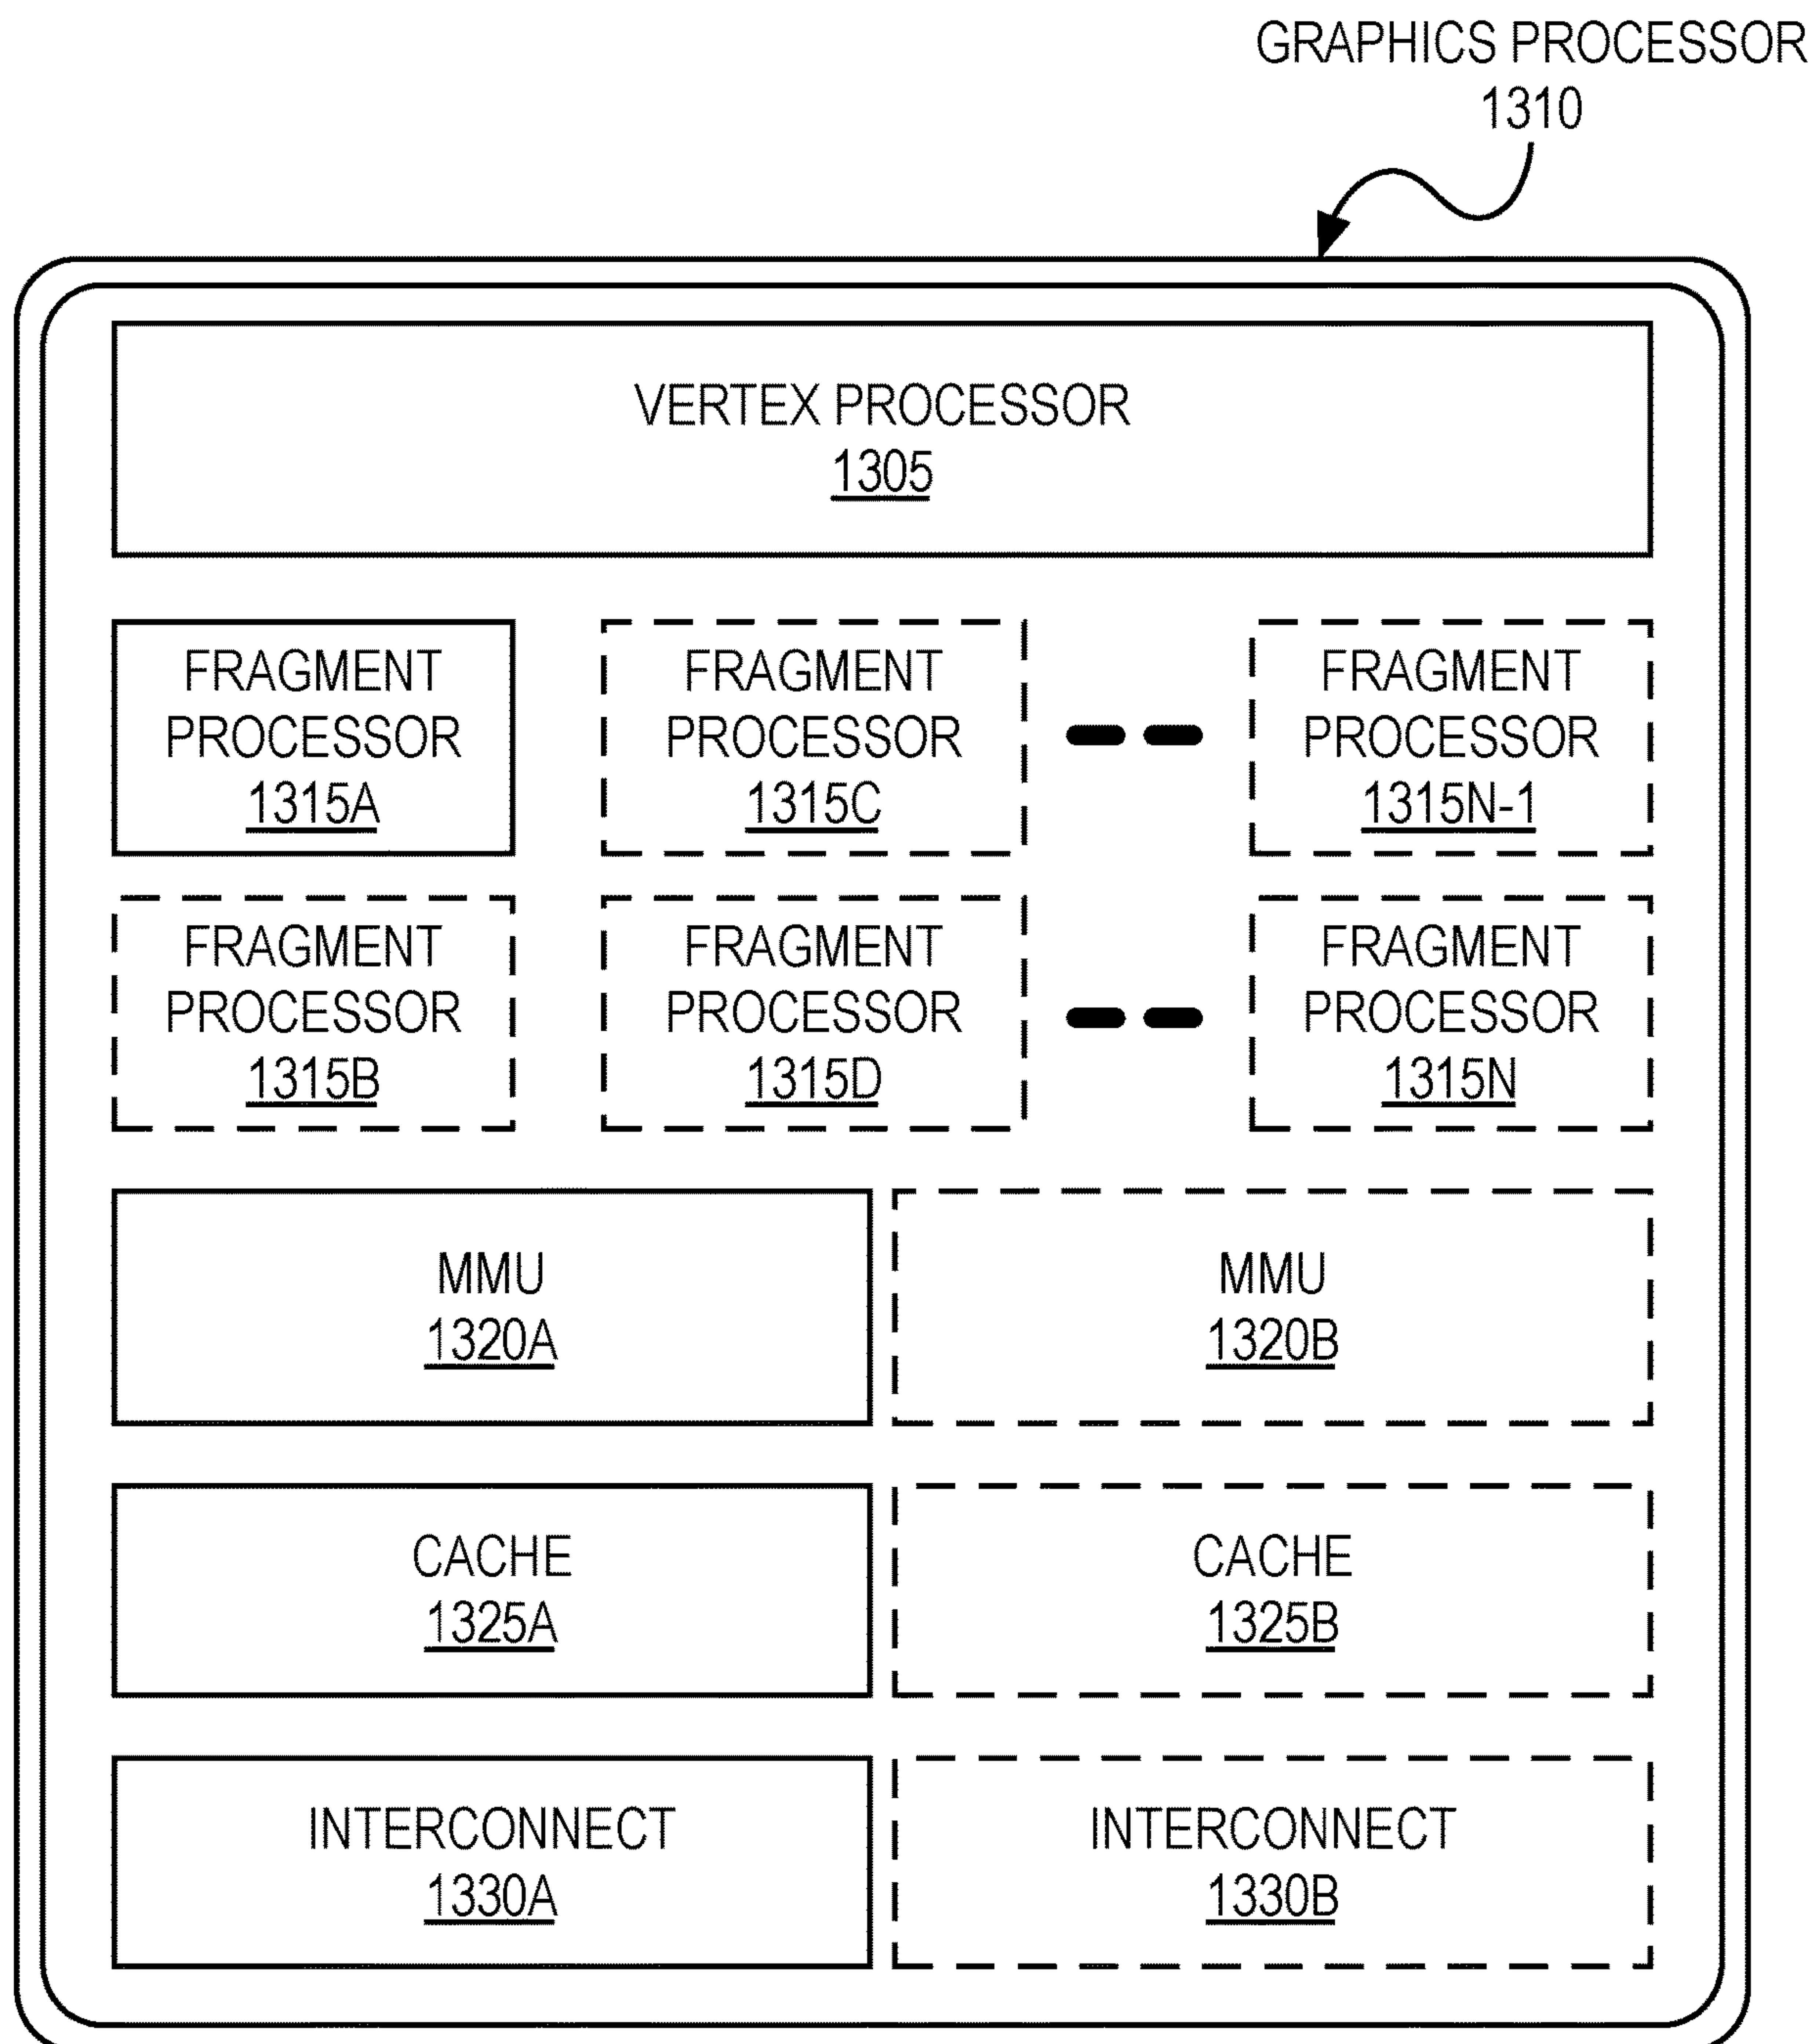 GRAPHICS PROCESSOR
1310
VERTEX PROCESSOR
1305
FRAGMENT
PROCESSOR
1315A
FRAGMENT
PROCESSOR
1315C
FRAGMENT
PROCESSOR
1315N-1
FRAGMENT
PROCESSOR
1315B
FRAGMENT
PROCESSOR
1315D
FRAGMENT
PROCESSOR
1315N
MMU
1320A
MMU
1320B
CACHE
1325A
CACHE
1325B
INTERCONNECT
1330A
INTERCONNECT
1330B